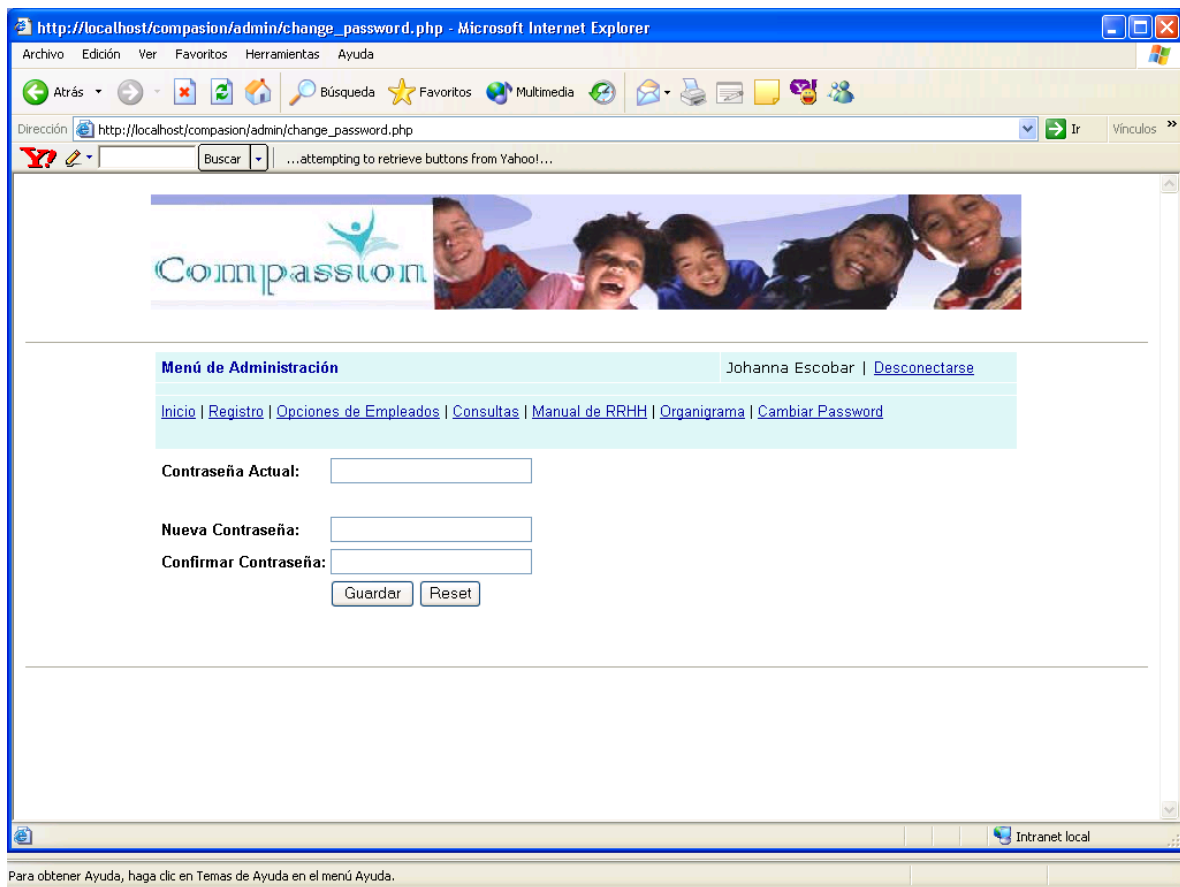 http://localhost/compasion/admin/change_password.php - Microsoft Internet Explorer
Archivo Edición Ver Favoritos Herramientas Ayuda
Atrás Búsqueda Favoritos Multimedia
Dirección http://localhost/compasion/admin/change_password.php Ir Vínculos »
Y! Buscar ...attempting to retrieve buttons from Yahoo!...
Compassion
Menú de Administración Johanna Escobar | Desconectarse
Inicio | Registro | Opciones de Empleados | Consultas | Manual de RRHH | Organigrama | Cambiar Password
Contraseña Actual:
Nueva Contraseña:
Confirmar Contraseña:
Guardar Reset
Intranet local
Para obtener Ayuda, haga clic en Temas de Ayuda en el menú Ayuda.